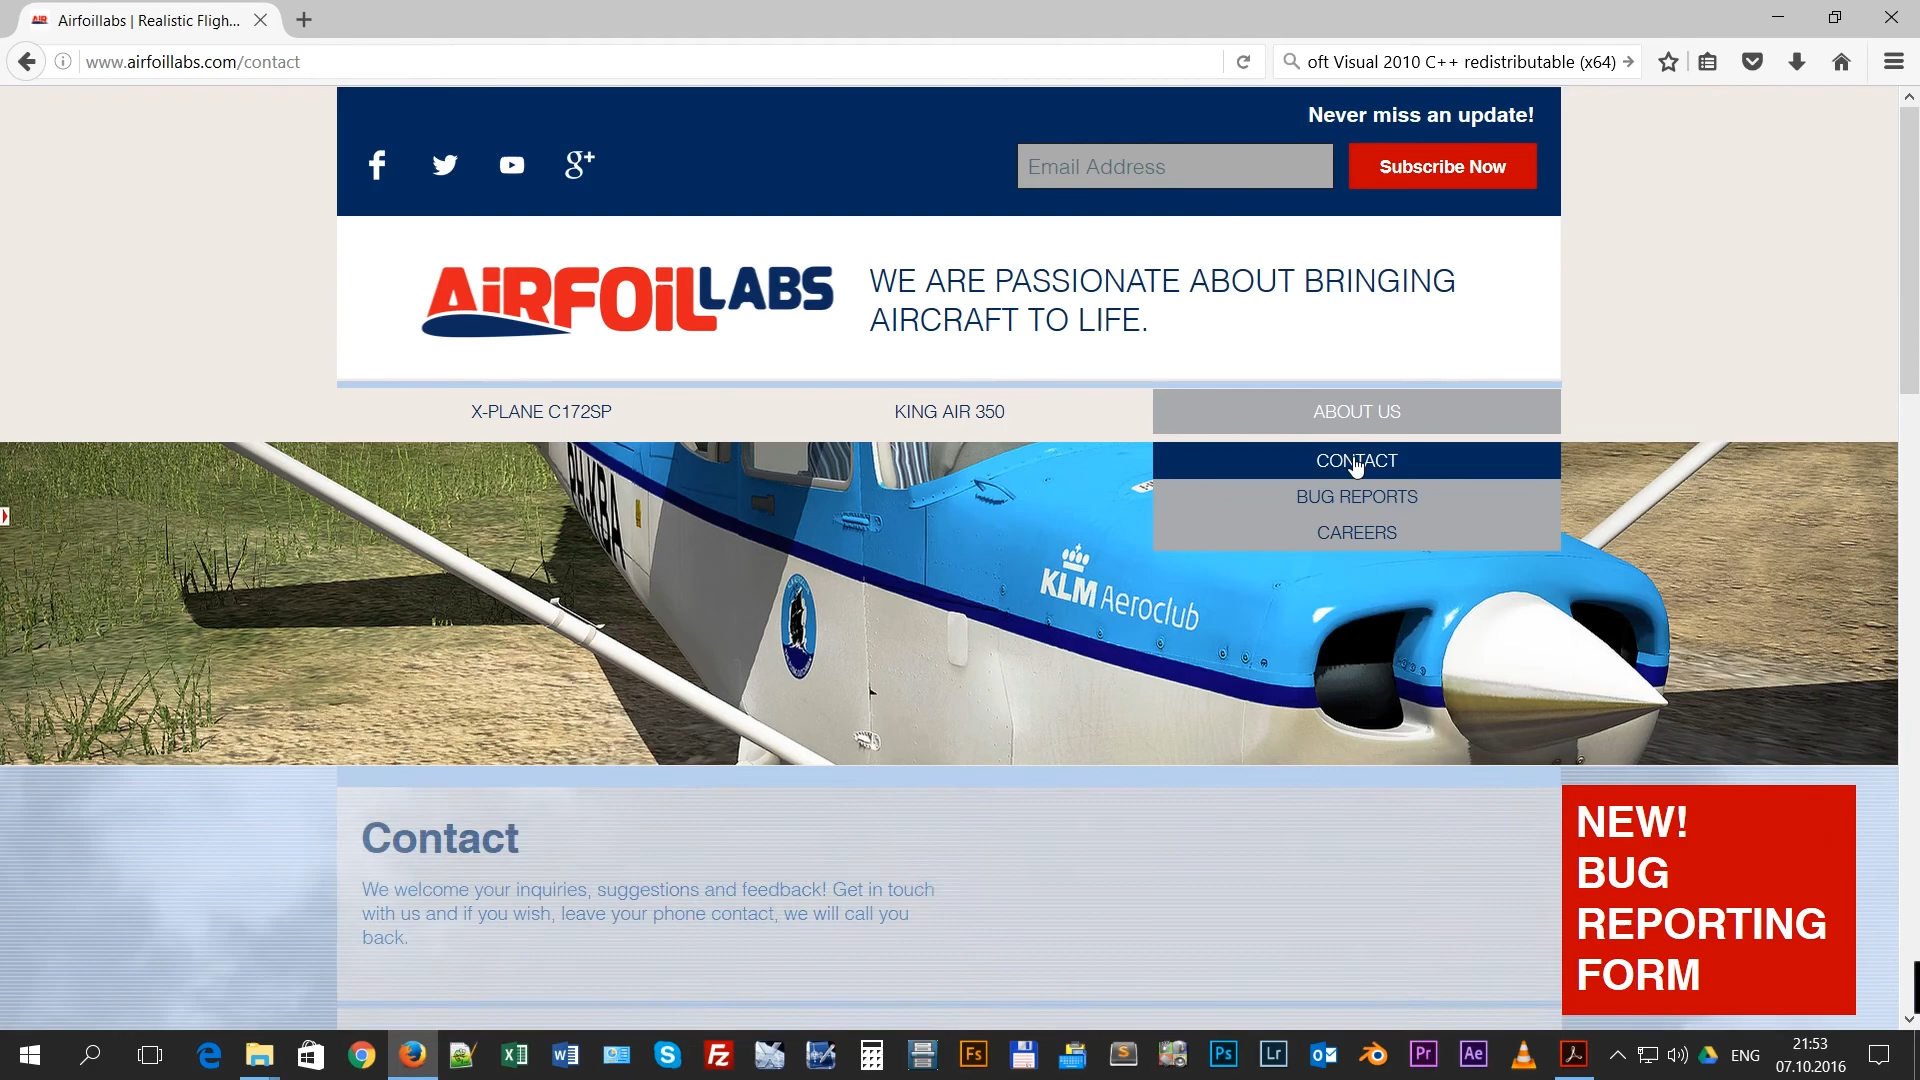 Airfoillabs | Realistic Fligh...
www.airfoillabs.com/contact
oft Visual 2010 C++ redistributable (x64)
Never miss an update!
Email Address
Subscribe Now
AiRFOiLLABS
WE ARE PASSIONATE ABOUT BRINGING
AIRCRAFT TO LIFE.
X-PLANE C172SP
KING AIR 350
ABOUT US
CONTACT
BUG REPORTS
CAREERS
KLM Aeroclub
Contact
We welcome your inquiries, suggestions and feedback! Get in touch
with us and if you wish, leave your phone contact, we will call you
back.
NEW!
BUG
REPORTING
FORM
ENG
21:53
07.10.2016